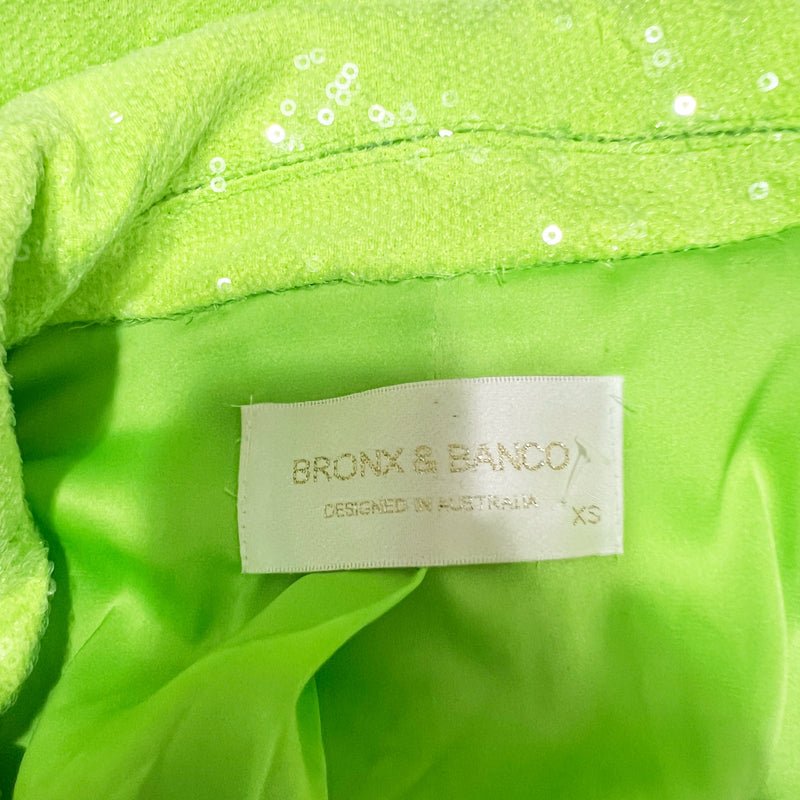 BRONX & BANCO
DESIGNED IN AUSTRALIA
XS